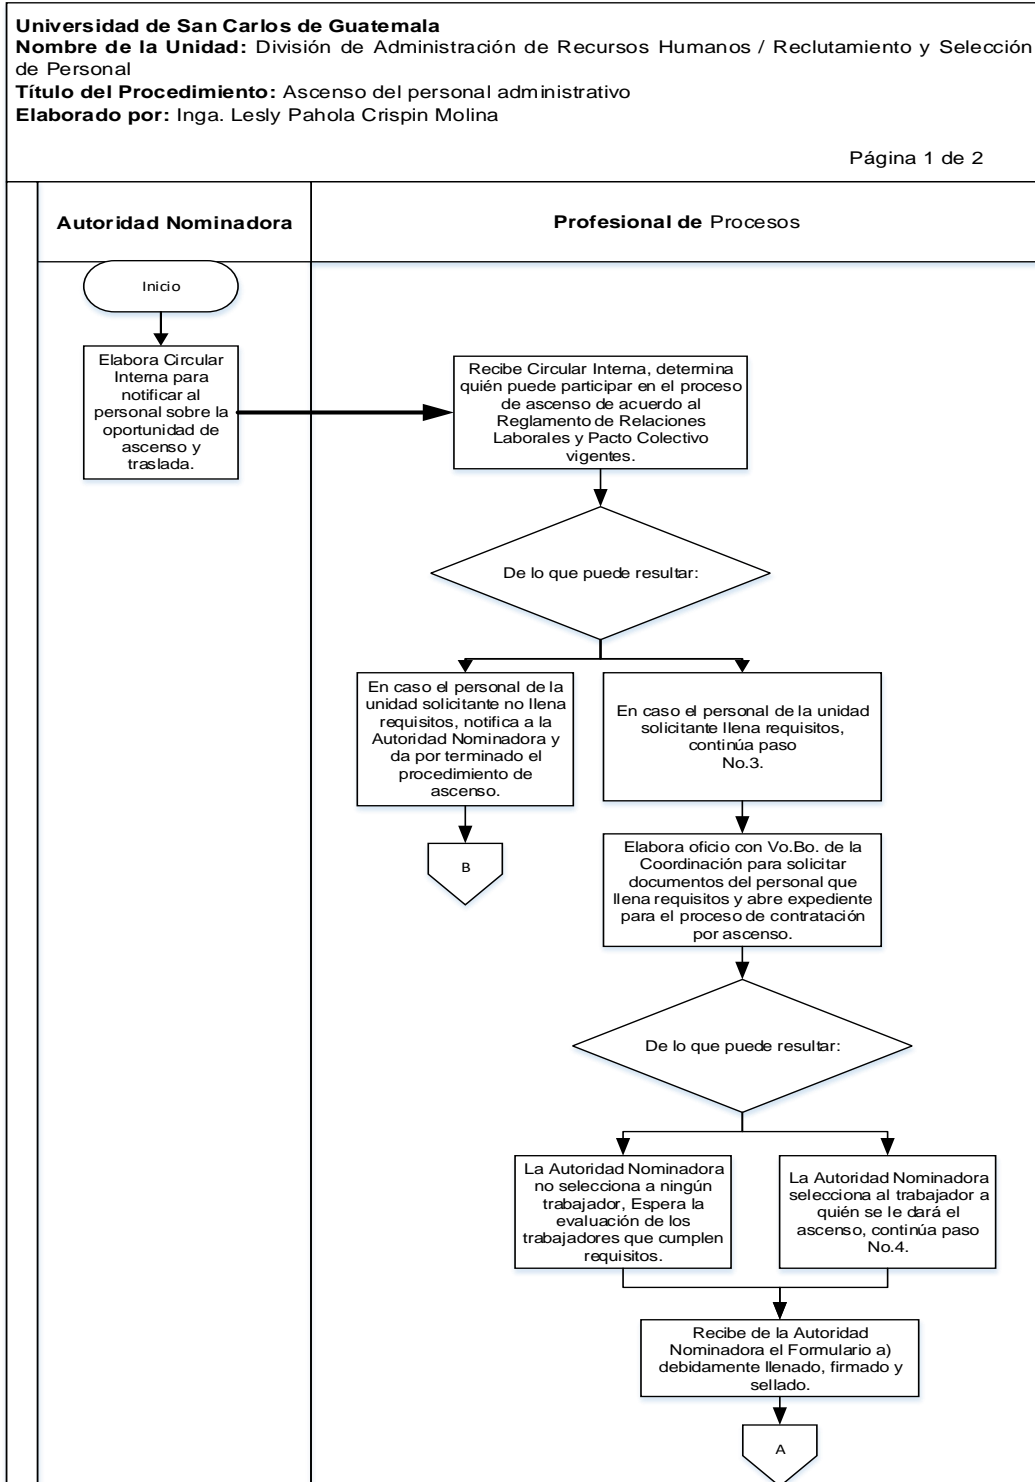 Universidad de San Carlos de Guatemala
Nombre de la Unidad: División de Administración de Recursos Humanos / Reclutamiento y Selección
de Personal
Título del Procedimiento: Ascenso del personal administrativo
Elaborado por: Inga. Lesly Pahola Crispin Molina
Página 1 de 2
Autoridad Nominadora
Profesional de Procesos
Inicio
Elabora Circular
Interna para
notificar al
personal sobre la
oportunidad de
ascenso y
traslada.
Recibe Circular Interna, determina
quién puede participar en el proceso
de ascenso de acuerdo al
Reglamento de Relaciones
Laborales y Pacto Colectivo
vigentes.
De lo que puede resultar:
En caso el personal de la
unidad solicitante no llena
requisitos, notifica a la
Autoridad Nominadora y
da por terminado el
procedimiento de
ascenso.
En caso el personal de la unidad
solicitante llena requisitos,
continúa paso
No.3.
B
Elabora oficio con Vo.Bo. de la
Coordinación para solicitar
documentos del personal que
llena requisitos y abre expediente
para el proceso de contratación
por ascenso.
De lo que puede resultar:
La Autoridad Nominadora
no selecciona a ningún
trabajador, Espera la
evaluación de los
trabajadores que cumplen
requisitos.
La Autoridad Nominadora
selecciona al trabajador a
quién se le dará el
ascenso, continúa paso
No.4.
Recibe de la Autoridad
Nominadora el Formulario a)
debidamente llenado, firmado y
sellado.
A